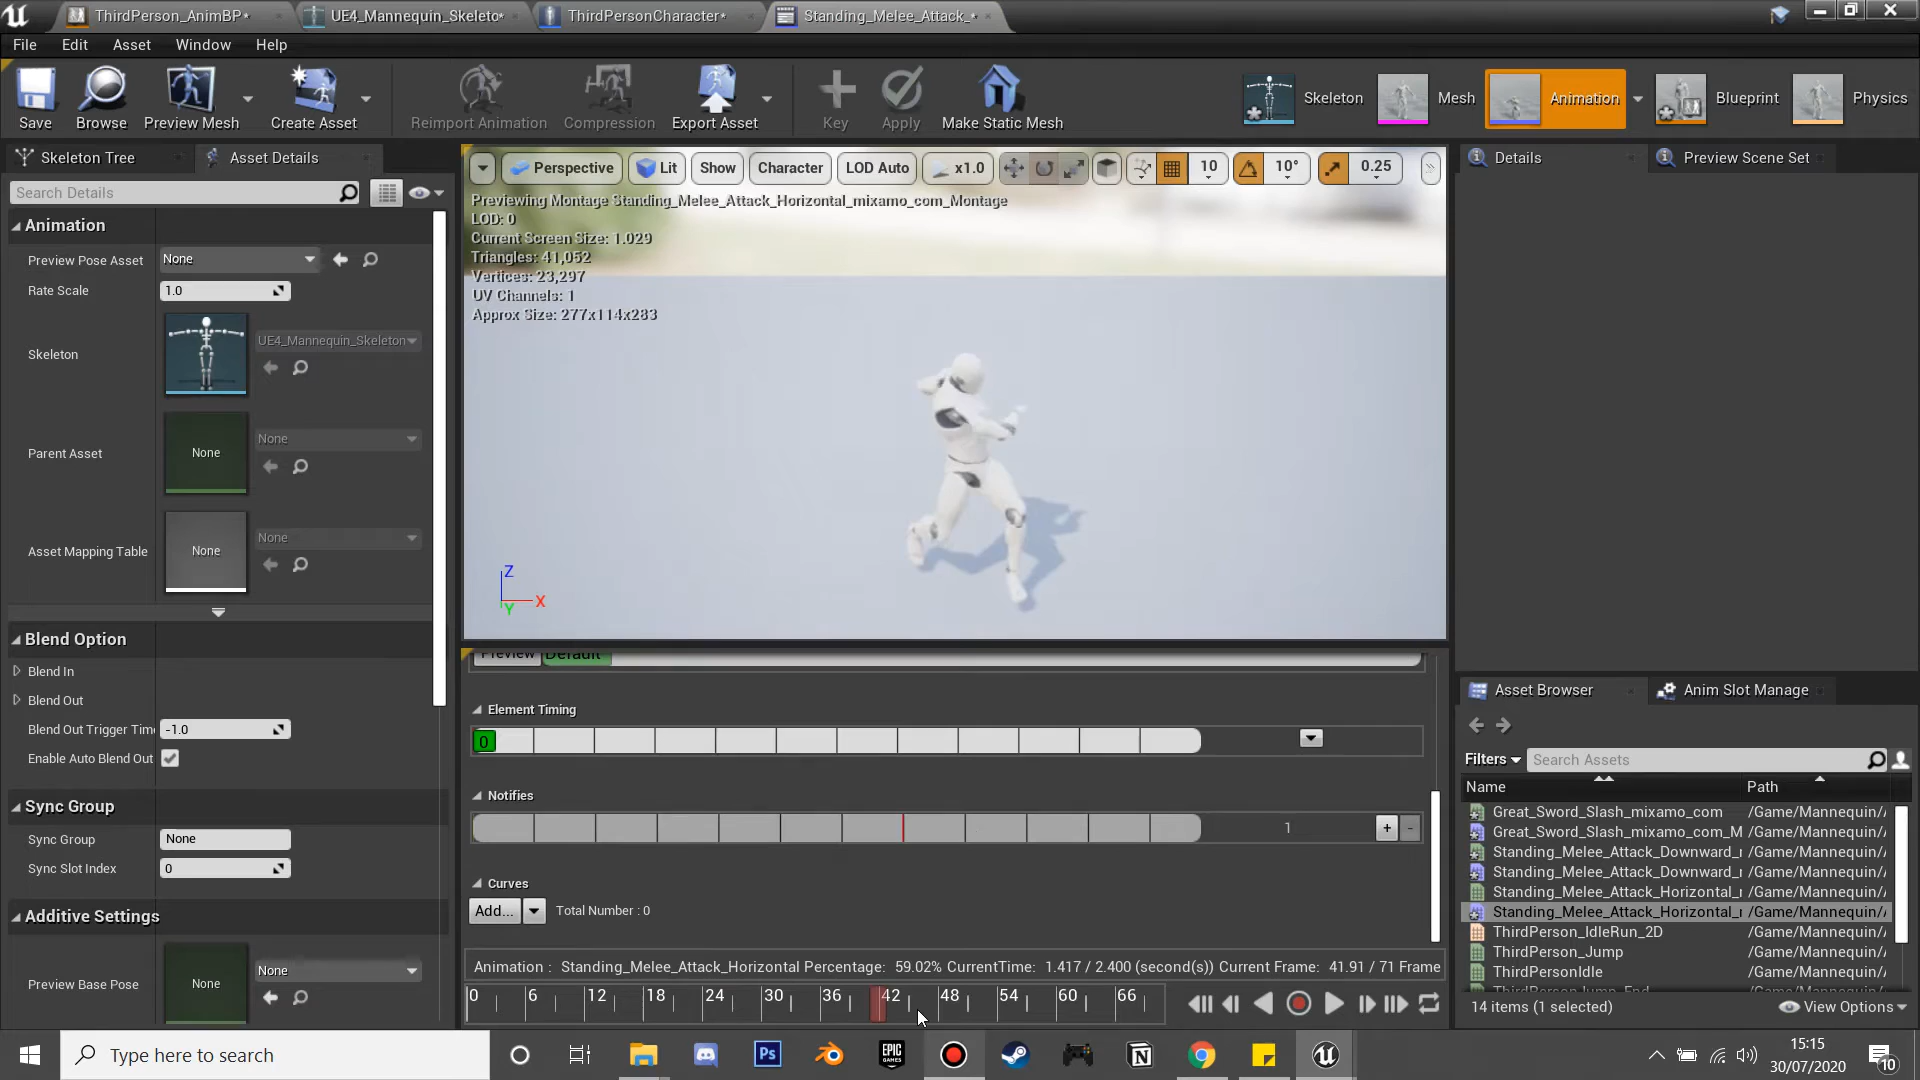 ThirdPerson_AnimBP*
UE4_Mannequin_Skeleto*
ThirdPersonCharacter*
Standing_Melee_Attack_*
File Edit Asset Window Help
Save
Browse
Preview Mesh
Create Asset
Reimport Animation
Compression
Export Asset
Key
Apply
Make Static Mesh
Skeleton
Mesh
Animation
Blueprint
Physics
Skeleton Tree
Asset Details
Search Details
Animation
Preview Pose Asset None
Rate Scale 1.0
Skeleton UE4_Mannequin_Skeleton
Parent Asset None None
Asset Mapping Table None None
Blend Option
Blend In
Blend Out
Blend Out Trigger Tim -1.0
Enable Auto Blend Out
Sync Group
Sync Group None
Sync Slot Index 0
Additive Settings
Preview Base Pose None None
Perspective Lit Show Character LOD Auto x1.0 10 10° 0.25
Previewing Montage Standing_Melee_Attack_Horizontal_mixamo_com_Montage
LOD: 0
Current Screen Size: 1.029
Triangles: 41,052
Vertices: 23,297
UV Channels: 1
Approx Size: 277x114x283
Z
X
Y
Preview Default
Element Timing
0
Notifies
1 + -
Curves
Add... Total Number : 0
Animation : Standing_Melee_Attack_Horizontal Percentage: 59.02% CurrentTime: 1.417 / 2.400 (second(s)) Current Frame: 41.91 / 71 Frame
0 6 12 18 24 30 36 42 48 54 60 66
Details
Preview Scene Set
Asset Browser
Anim Slot Manage
Filters Search Assets
Name Path
Great_Sword_Slash_mixamo_com /Game/Mannequin/
Great_Sword_Slash_mixamo_com_M /Game/Mannequin/
Standing_Melee_Attack_Downward_ /Game/Mannequin/
Standing_Melee_Attack_Downward_ /Game/Mannequin/
Standing_Melee_Attack_Horizontal_ /Game/Mannequin/
Standing_Melee_Attack_Horizontal_ /Game/Mannequin/
ThirdPerson_IdleRun_2D /Game/Mannequin/
ThirdPerson_Jump /Game/Mannequin/
ThirdPersonIdle /Game/Mannequin/
14 items (1 selected) View Options
Type here to search
Ps
EPIC GAMES
15:15
30/07/2020
10